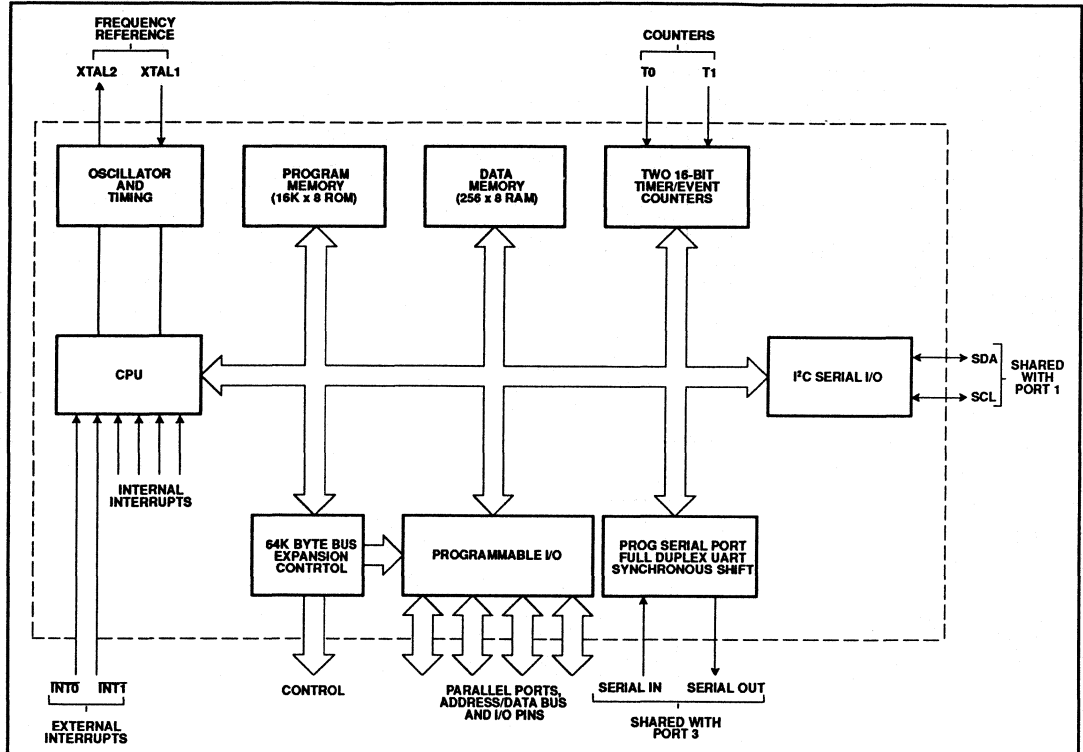 FREQUENCY
REFERENCE
XTAL2
XTAL1
COUNTERS
T0
T1
OSCILLATOR
AND
TIMING
PROGRAM
MEMORY
(16K x 8 ROM)
DATA
MEMORY
(256 x 8 RAM)
TWO 16-BIT
TIMER/EVENT
COUNTERS
CPU
I²C SERIAL I/O
SDA
SCL
SHARED
WITH
PORT 1
INTERNAL
INTERRUPTS
64K BYTE BUS
EXPANSION
CONTRTOL
PROGRAMMABLE I/O
PROG SERIAL PORT
FULL DUPLEX UART
SYNCHRONOUS SHIFT
INT0
INT1
EXTERNAL
INTERRUPTS
CONTROL
PARALLEL PORTS,
ADDRESS/DATA BUS
AND I/O PINS
SERIAL IN
SERIAL OUT
SHARED WITH
PORT 3